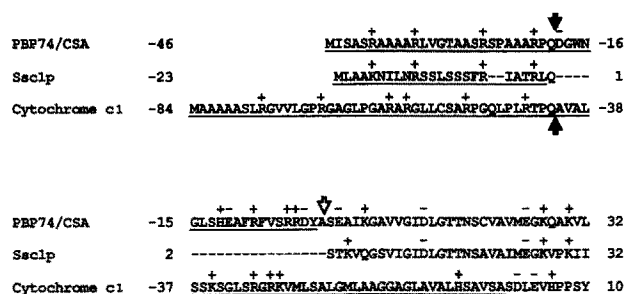 + + + + -
PBP74/CSA -46 MISASRAAAARLVGTAASRSPAAARPQDGWN -16
+ + + +
Ssc1p -23 MLAAKNILNRSSLSSSFR--IATRLQ---- 1
+ + + + + +
Cytochrome c1 -84 MAAAAASLRGVVLGPRGAGLPGARARGLLCSARPGQLPLRTPQAVAL -38
+- + ++- - + - - + +
PBP74/CSA -15 GLSHEAFRFVSRRDYASEAIKGAVVGIDLGTTNSCVAVMEGKQAKVL 32
+ - - + +
Ssc1p 2 ----------------STKVQGSVIGIDLGTTNSAVAIMEGKVPKII 32
+ + ++ + - - +
Cytochrome c1 -37 SSKSGLSRGRKVMLSALGMLAAGGAGLAVALHSAVSASDLEVHPPSY 10